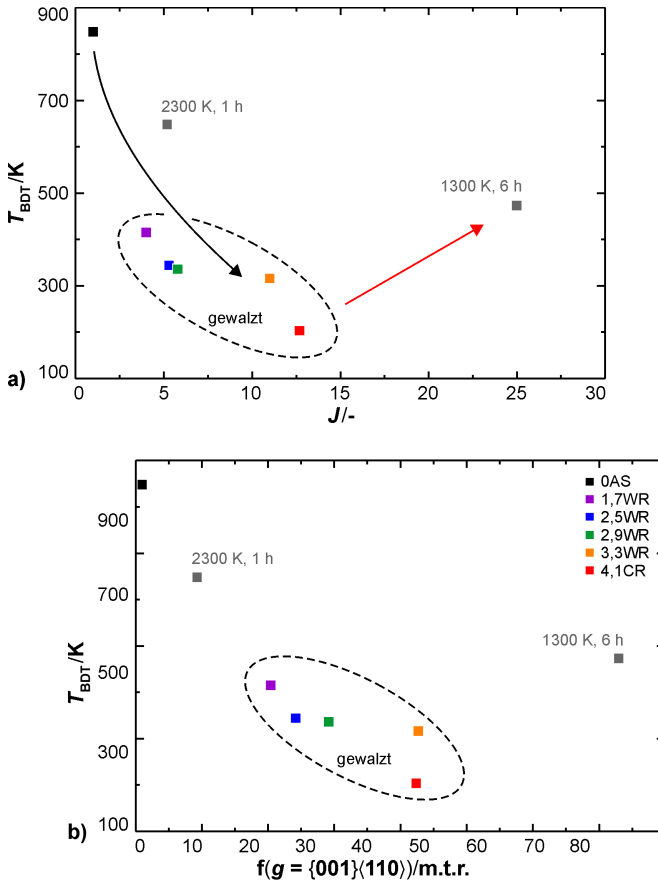 900
700
500
300
100
T_BDT/K
2300 K, 1 h
1300 K, 6 h
gewalzt
a)
0 5 10 15 20 25 30
J/-
900
700
500
300
100
T_BDT/K
0AS
1,7WR
2,5WR
2,9WR
3,3WR
4,1CR
2300 K, 1 h
1300 K, 6 h
gewalzt
b)
0 10 20 30 40 50 60 70 80
f(g = {001}⟨110⟩)/m.t.r.